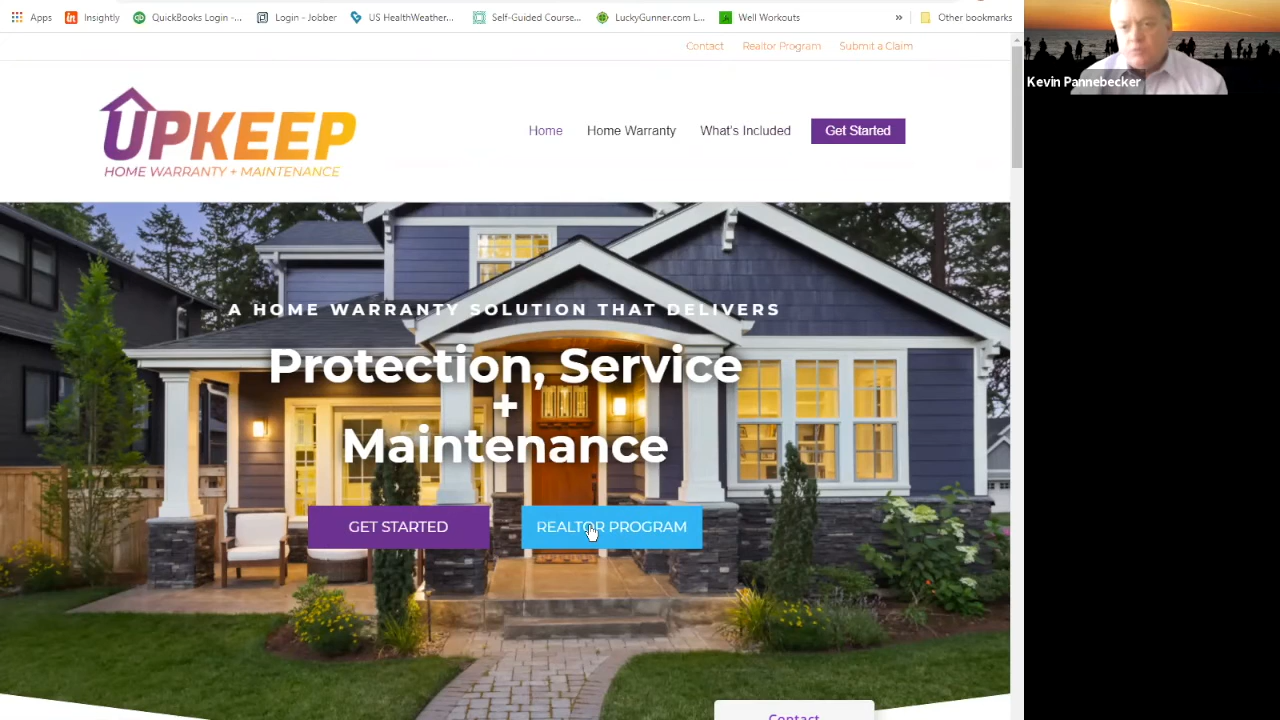 Apps
Insightly
QuickBooks Login -...
Login - Jobber
US HealthWeather...
Self-Guided Course...
LuckyGunner.com L...
Well Workouts
»
Other bookmarks
Contact
Realtor Program
Submit a Claim
Kevin Pannebecker
UPKEEP
HOME WARRANTY + MAINTENANCE
Home
Home Warranty
What's Included
Get Started
A HOME WARRANTY SOLUTION THAT DELIVERS
Protection, Service
+
Maintenance
GET STARTED
REALTOR PROGRAM
Contact